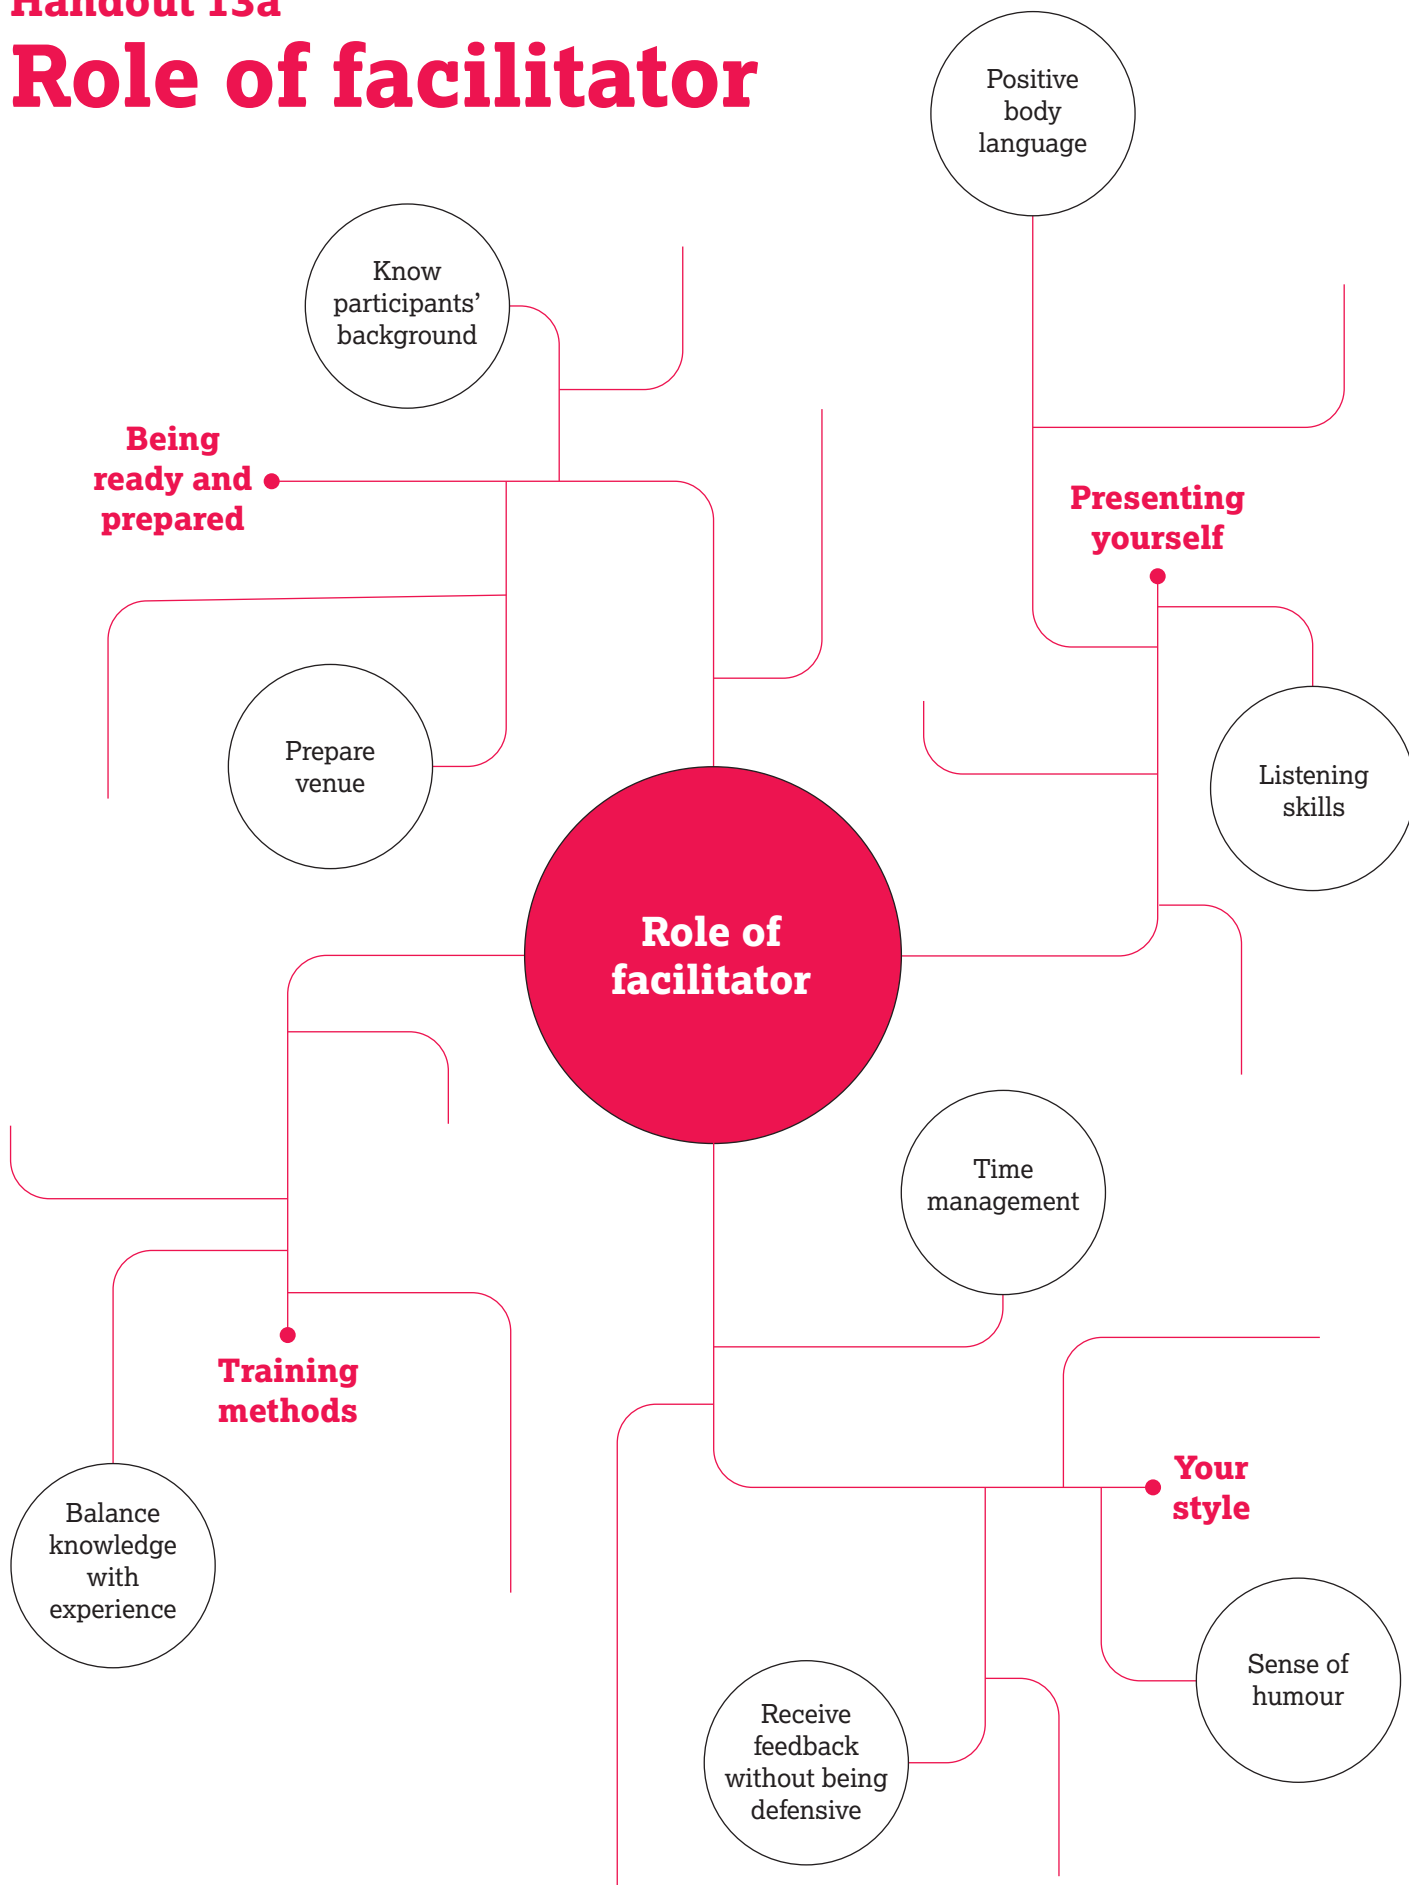 Handout 13a
Role of facilitator
Positive
body
language
Know
participants’
background
Being
ready and
prepared
Presenting
yourself
Prepare
venue
Listening
skills
Role of
facilitator
Time
management
Training
methods
Your
style
Balance
knowledge
with
experience
Sense of
humour
Receive
feedback
without being
defensive